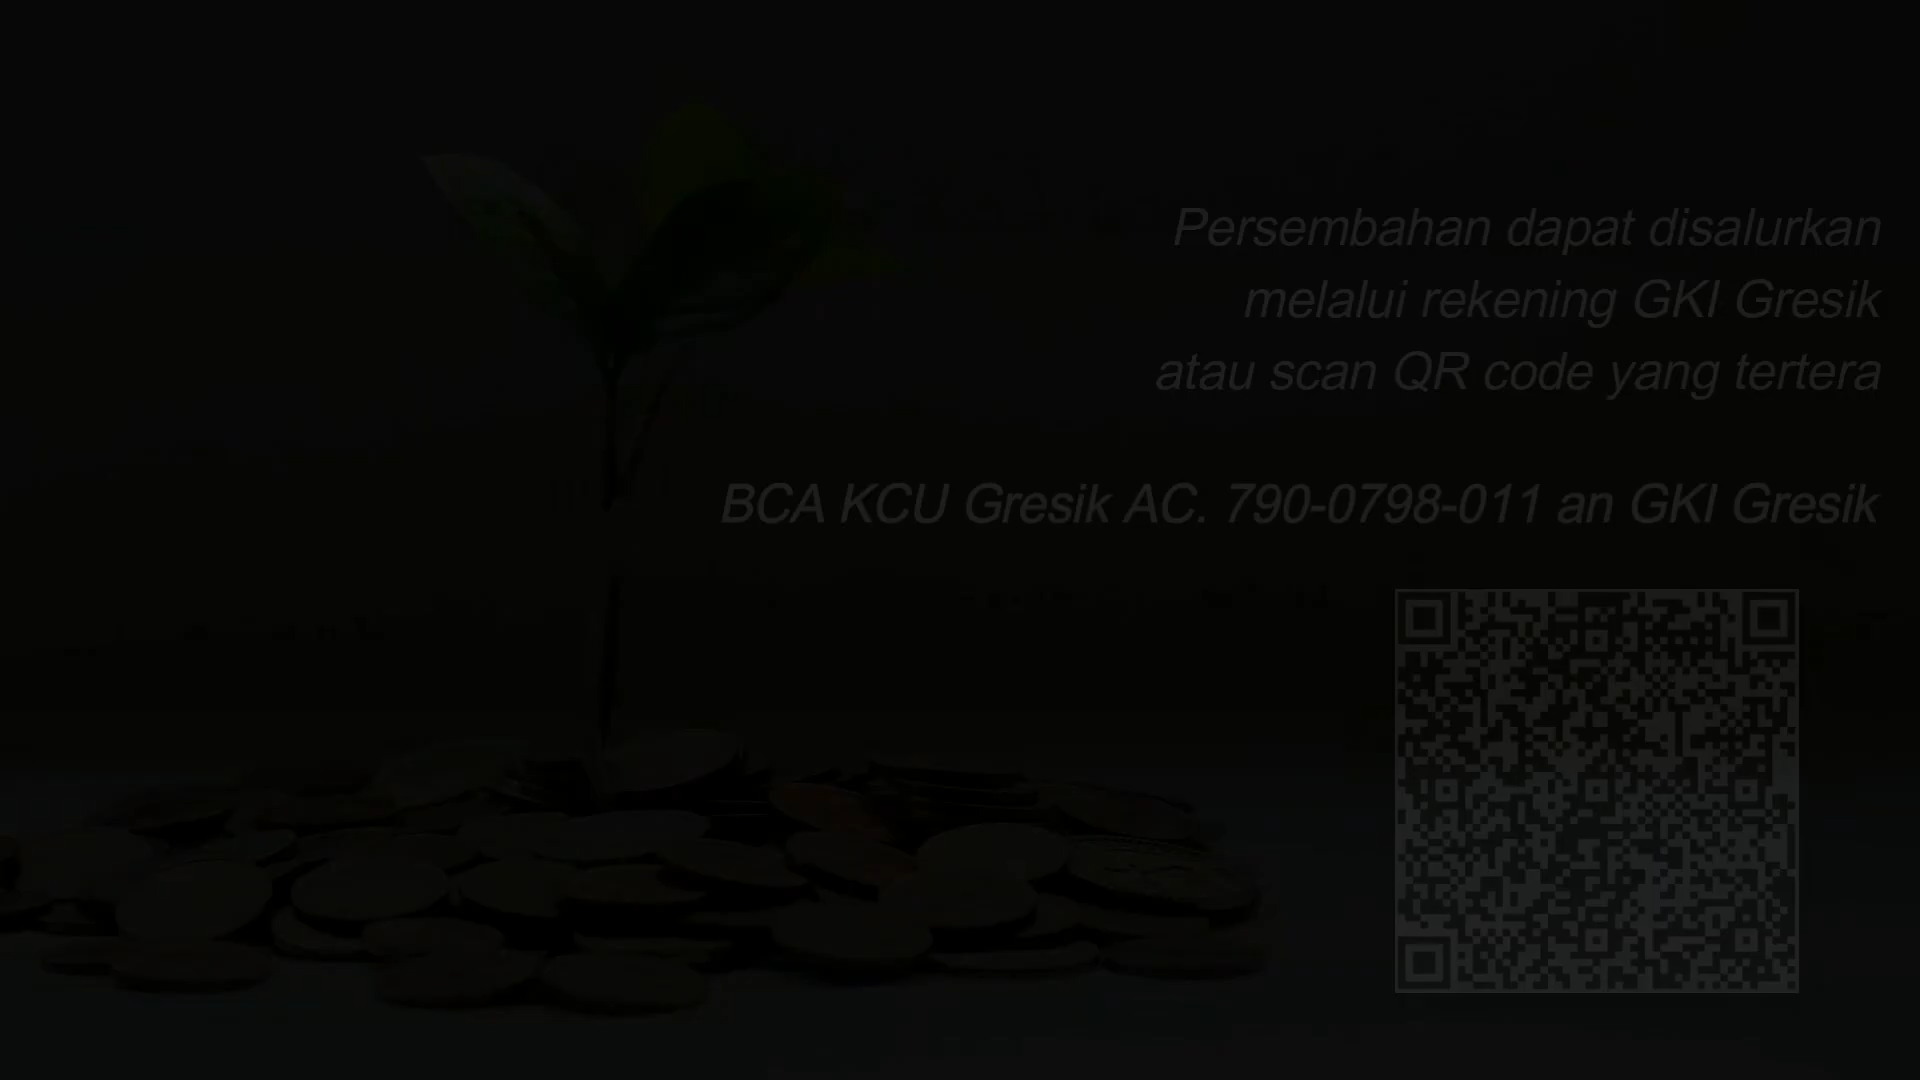 Persembahan dapat disalurkan
melalui rekening GKI Gresik
atau scan QR code yang tertera
BCA KCU Gresik AC. 790-0798-011 an GKI Gresik